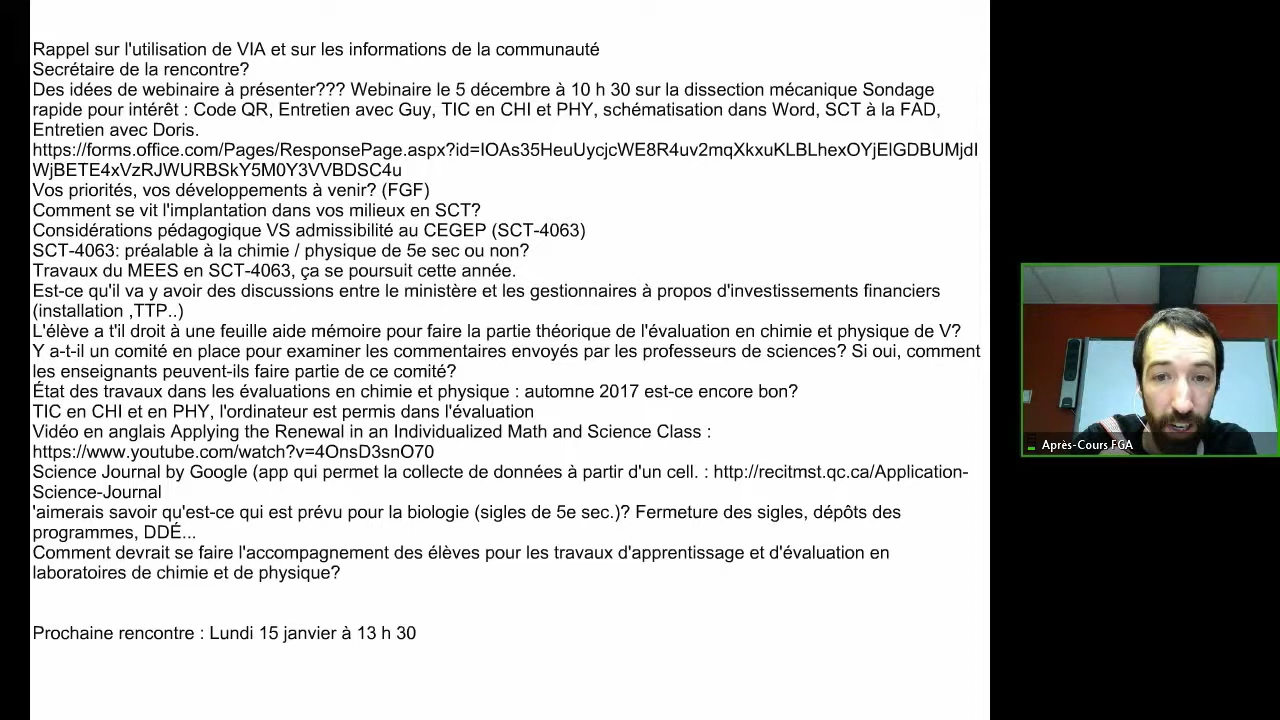 Rappel sur l'utilisation de VIA et sur les informations de la communauté
Secrétaire de la rencontre?
Des idées de webinaire à présenter??? Webinaire le 5 décembre à 10 h 30 sur la dissection mécanique Sondage
rapide pour intérêt : Code QR, Entretien avec Guy, TIC en CHI et PHY, schématisation dans Word, SCT à la FAD,
Entretien avec Doris.
https://forms.office.com/Pages/ResponsePage.aspx?id=IOAs35HeuUycjcWE8R4uv2mqXkxuKLBLhexOYjElGDBUMjdI
WjBETE4xVzRJWURBSkY5M0Y3VVBDSC4u
Vos priorités, vos développements à venir? (FGF)
Comment se vit l'implantation dans vos milieux en SCT?
Considérations pédagogique VS admissibilité au CEGEP (SCT-4063)
SCT-4063: préalable à la chimie / physique de 5e sec ou non?
Travaux du MEES en SCT-4063, ça se poursuit cette année.
Est-ce qu'il va y avoir des discussions entre le ministère et les gestionnaires à propos d'investissements financiers
(installation ,TTP..)
L'élève a t'il droit à une feuille aide mémoire pour faire la partie théorique de l'évaluation en chimie et physique de V?
Y a-t-il un comité en place pour examiner les commentaires envoyés par les professeurs de sciences? Si oui, comment
les enseignants peuvent-ils faire partie de ce comité?
État des travaux dans les évaluations en chimie et physique : automne 2017 est-ce encore bon?
TIC en CHI et en PHY, l'ordinateur est permis dans l'évaluation
Vidéo en anglais Applying the Renewal in an Individualized Math and Science Class :
https://www.youtube.com/watch?v=4OnsD3snO70
Science Journal by Google (app qui permet la collecte de données à partir d'un cell. : http://recitmst.qc.ca/Application-
Science-Journal
'aimerais savoir qu'est-ce qui est prévu pour la biologie (sigles de 5e sec.)? Fermeture des sigles, dépôts des
programmes, DDÉ...
Comment devrait se faire l'accompagnement des élèves pour les travaux d'apprentissage et d'évaluation en
laboratoires de chimie et de physique?
Prochaine rencontre : Lundi 15 janvier à 13 h 30
Après-Cours FGA